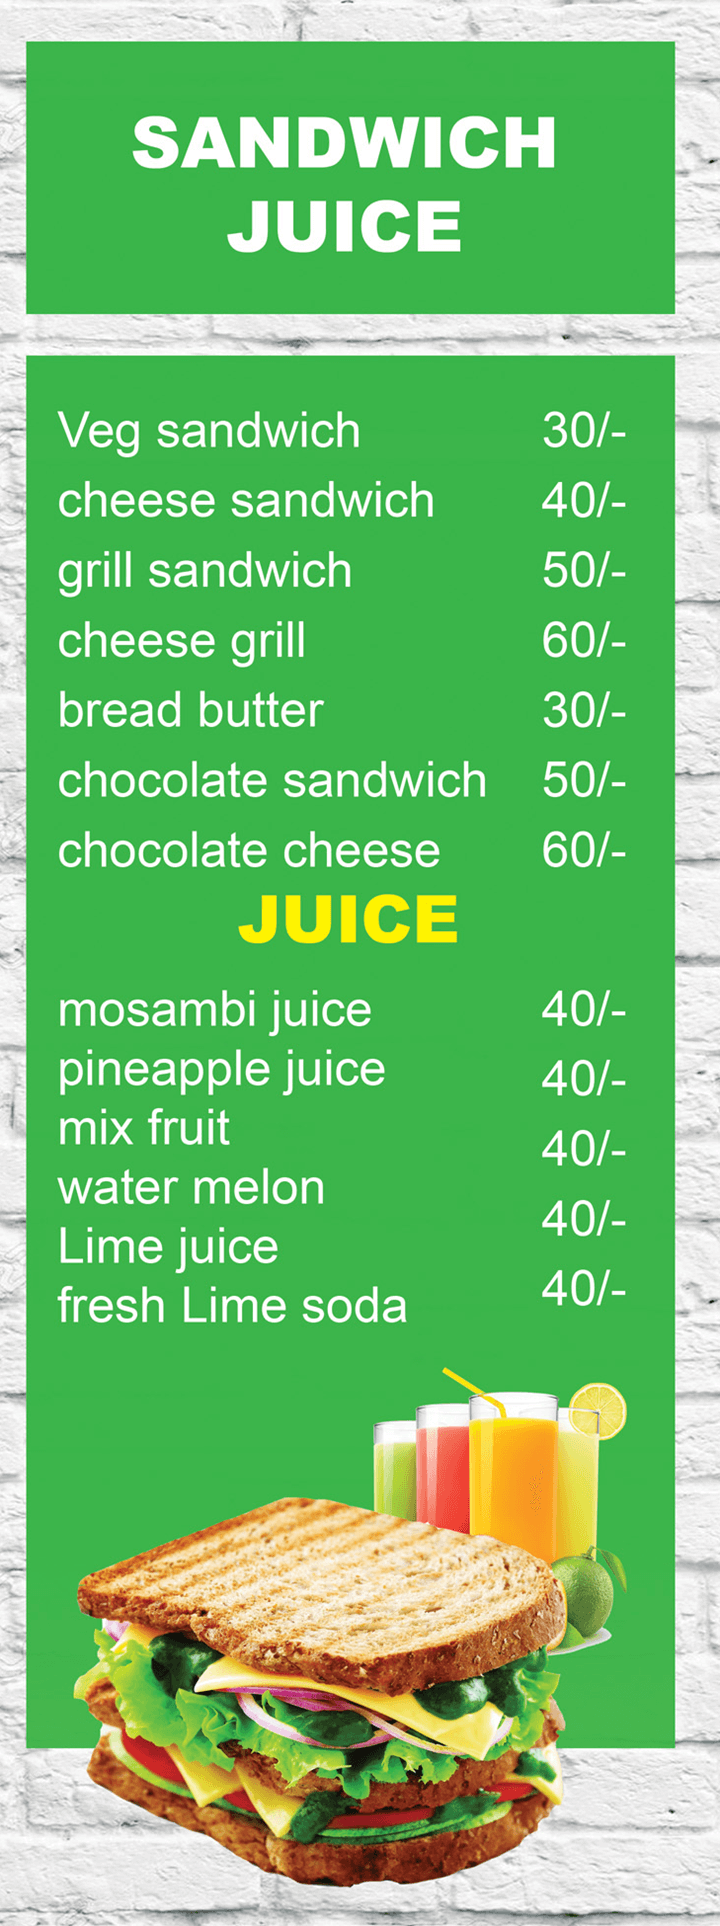 SANDWICH
JUICE
Veg sandwich 30/-
cheese sandwich 40/-
grill sandwich 50/-
cheese grill 60/-
bread butter 30/-
chocolate sandwich 50/-
chocolate cheese 60/-
JUICE
mosambi juice 40/-
pineapple juice 40/-
mix fruit 40/-
water melon 40/-
Lime juice 40/-
fresh Lime soda